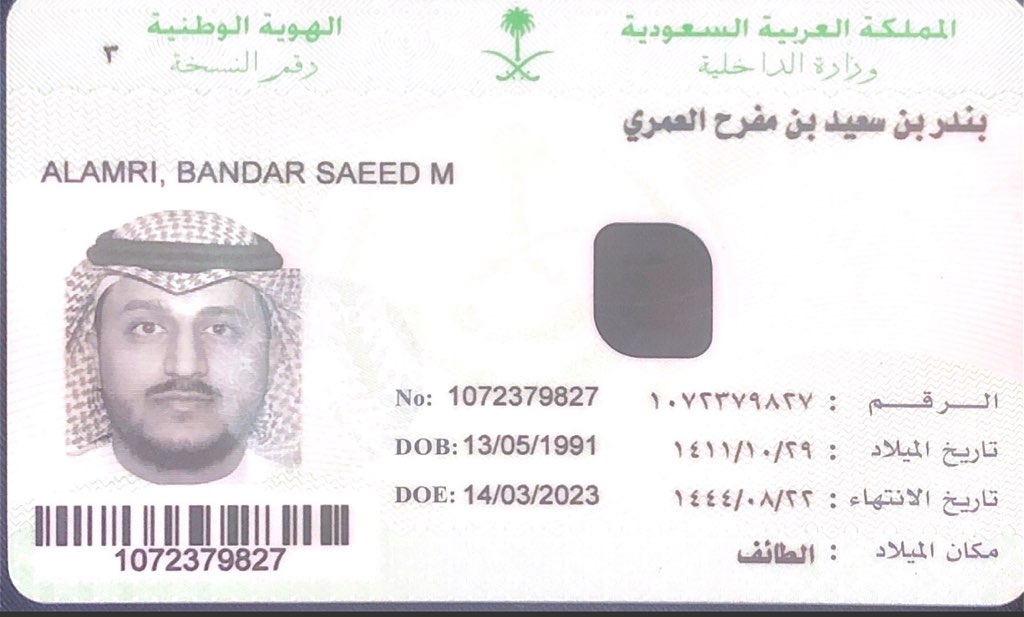 المملكة العربية السعودية
وزارة الداخلية
الهوية الوطنية
رقم النسخة ٣
بندر بن سعيد بن مفرح العمري
ALAMRI, BANDAR SAEED M
No: 1072379827
الرقم : ١٠٧٢٣٧٩٨٢٧
DOB: 13/05/1991
تاريخ الميلاد : ١٤١١/١٠/٢٩
DOE: 14/03/2023
تاريخ الانتهاء : ١٤٤٤/٠٨/٢٢
مكان الميلاد : الطائف
1072379827